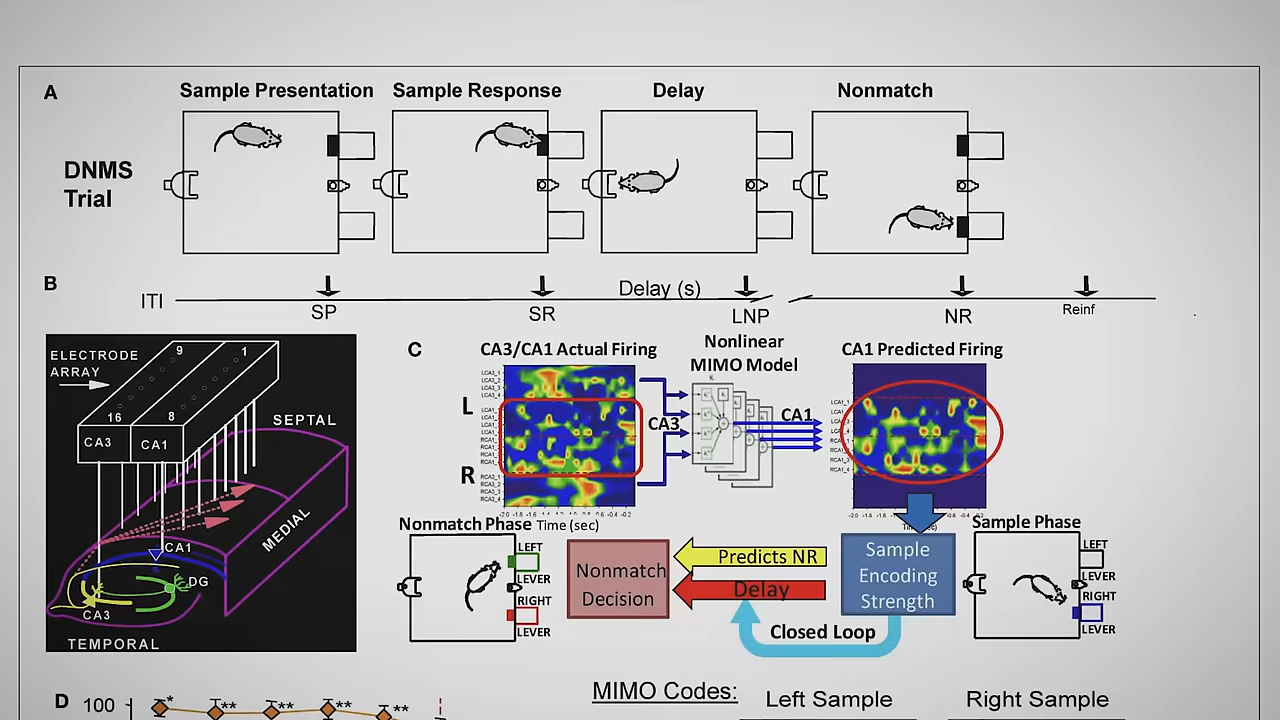 A
Sample Presentation
Sample Response
Delay
Nonmatch
DNMS
Trial
B
ITI
Delay (s)
SP
SR
LNP
NR
Reinf
ELECTRODE
ARRAY
9
1
16
8
CA3
CA1
SEPTAL
MEDIAL
CA1
DG
CA3
TEMPORAL
C
CA3/CA1 Actual Firing
Nonlinear
MIMO Model
CA1 Predicted Firing
L
R
CA3
CA1
Time (sec)
Nonmatch Phase
LEFT
LEVER
RIGHT
LEVER
Nonmatch
Decision
Predicts NR
Delay
Closed Loop
Sample
Encoding
Strength
Sample Phase
LEFT
LEVER
RIGHT
LEVER
D
100
*
**
**
**
**
MIMO Codes:
Left Sample
Right Sample